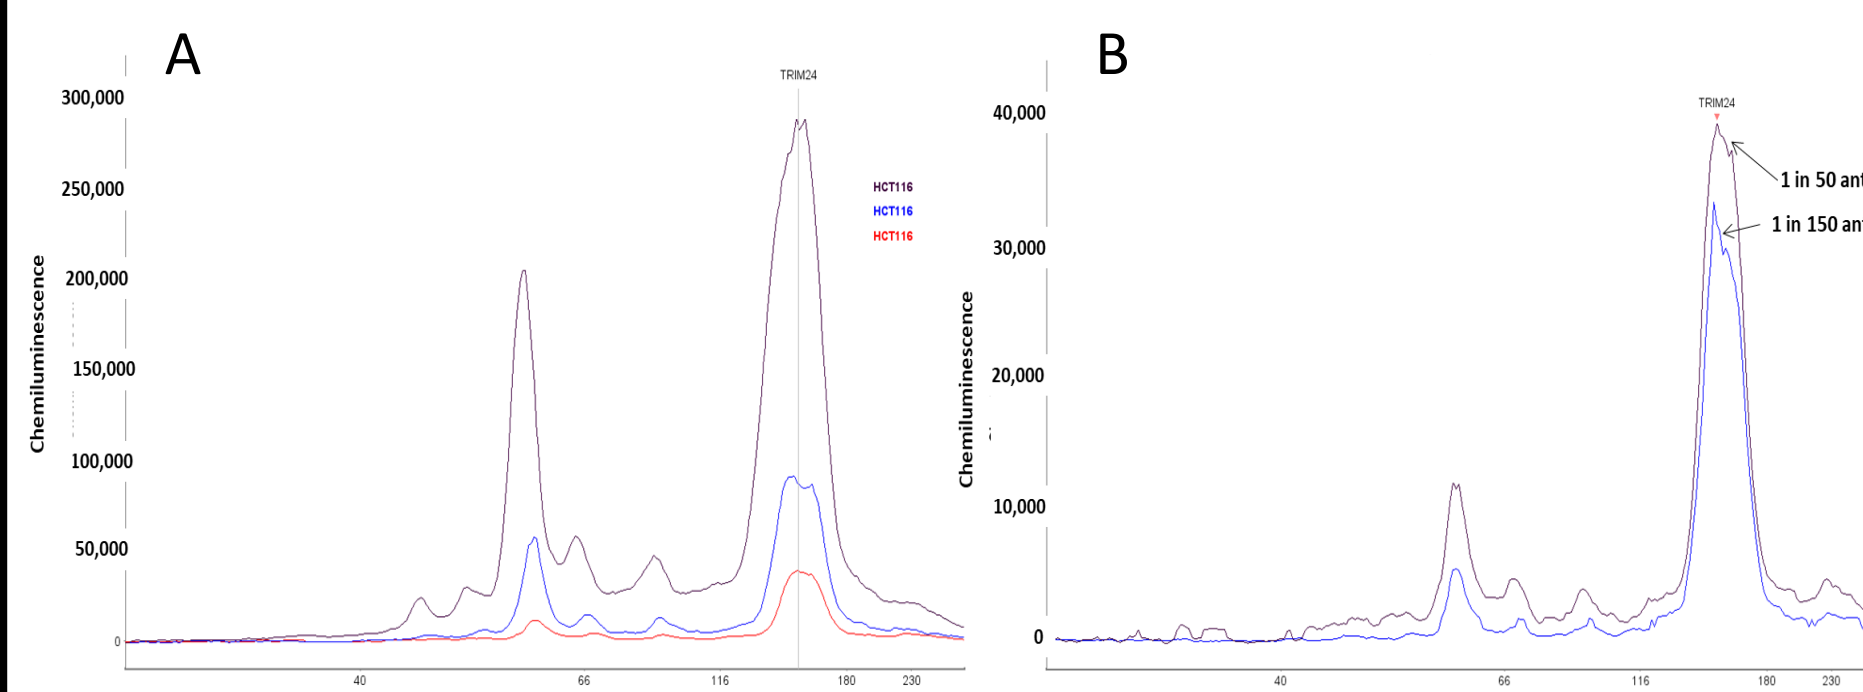 A
TRIM24
300,000
250,000
200,000
150,000
100,000
50,000
0
Chemiluminescence
HCT116
HCT116
HCT116
40
66
116
180
230
B
TRIM24
40,000
30,000
20,000
10,000
0
Chemiluminescence
1 in 50 ant
1 in 150 ant
40
66
116
180
230